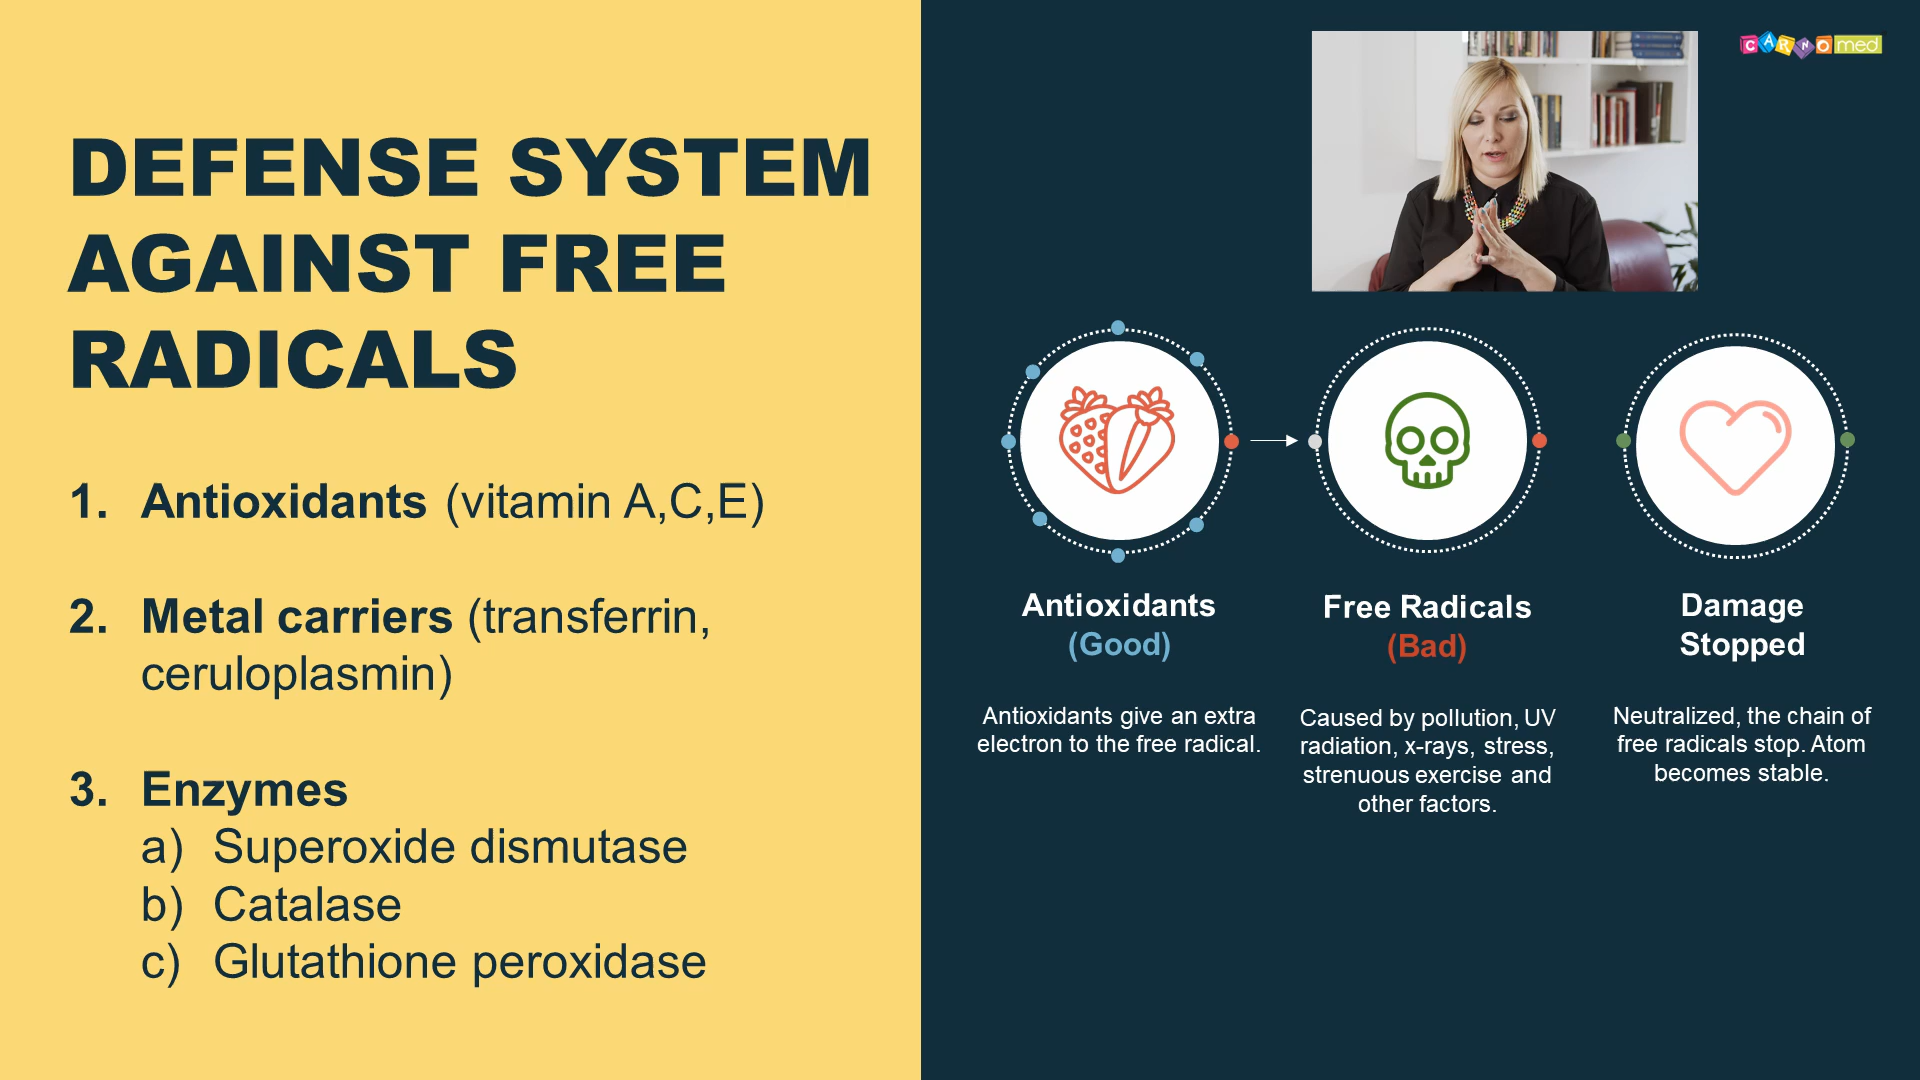 DEFENSE SYSTEM
AGAINST FREE
RADICALS
1. Antioxidants (vitamin A,C,E)
2. Metal carriers (transferrin,
ceruloplasmin)
3. Enzymes
a) Superoxide dismutase
b) Catalase
c) Glutathione peroxidase
CARNOmed
Antioxidants
(Good)
Antioxidants give an extra
electron to the free radical.
Free Radicals
(Bad)
Caused by pollution, UV
radiation, x-rays, stress,
strenuous exercise and
other factors.
Damage
Stopped
Neutralized, the chain of
free radicals stop. Atom
becomes stable.